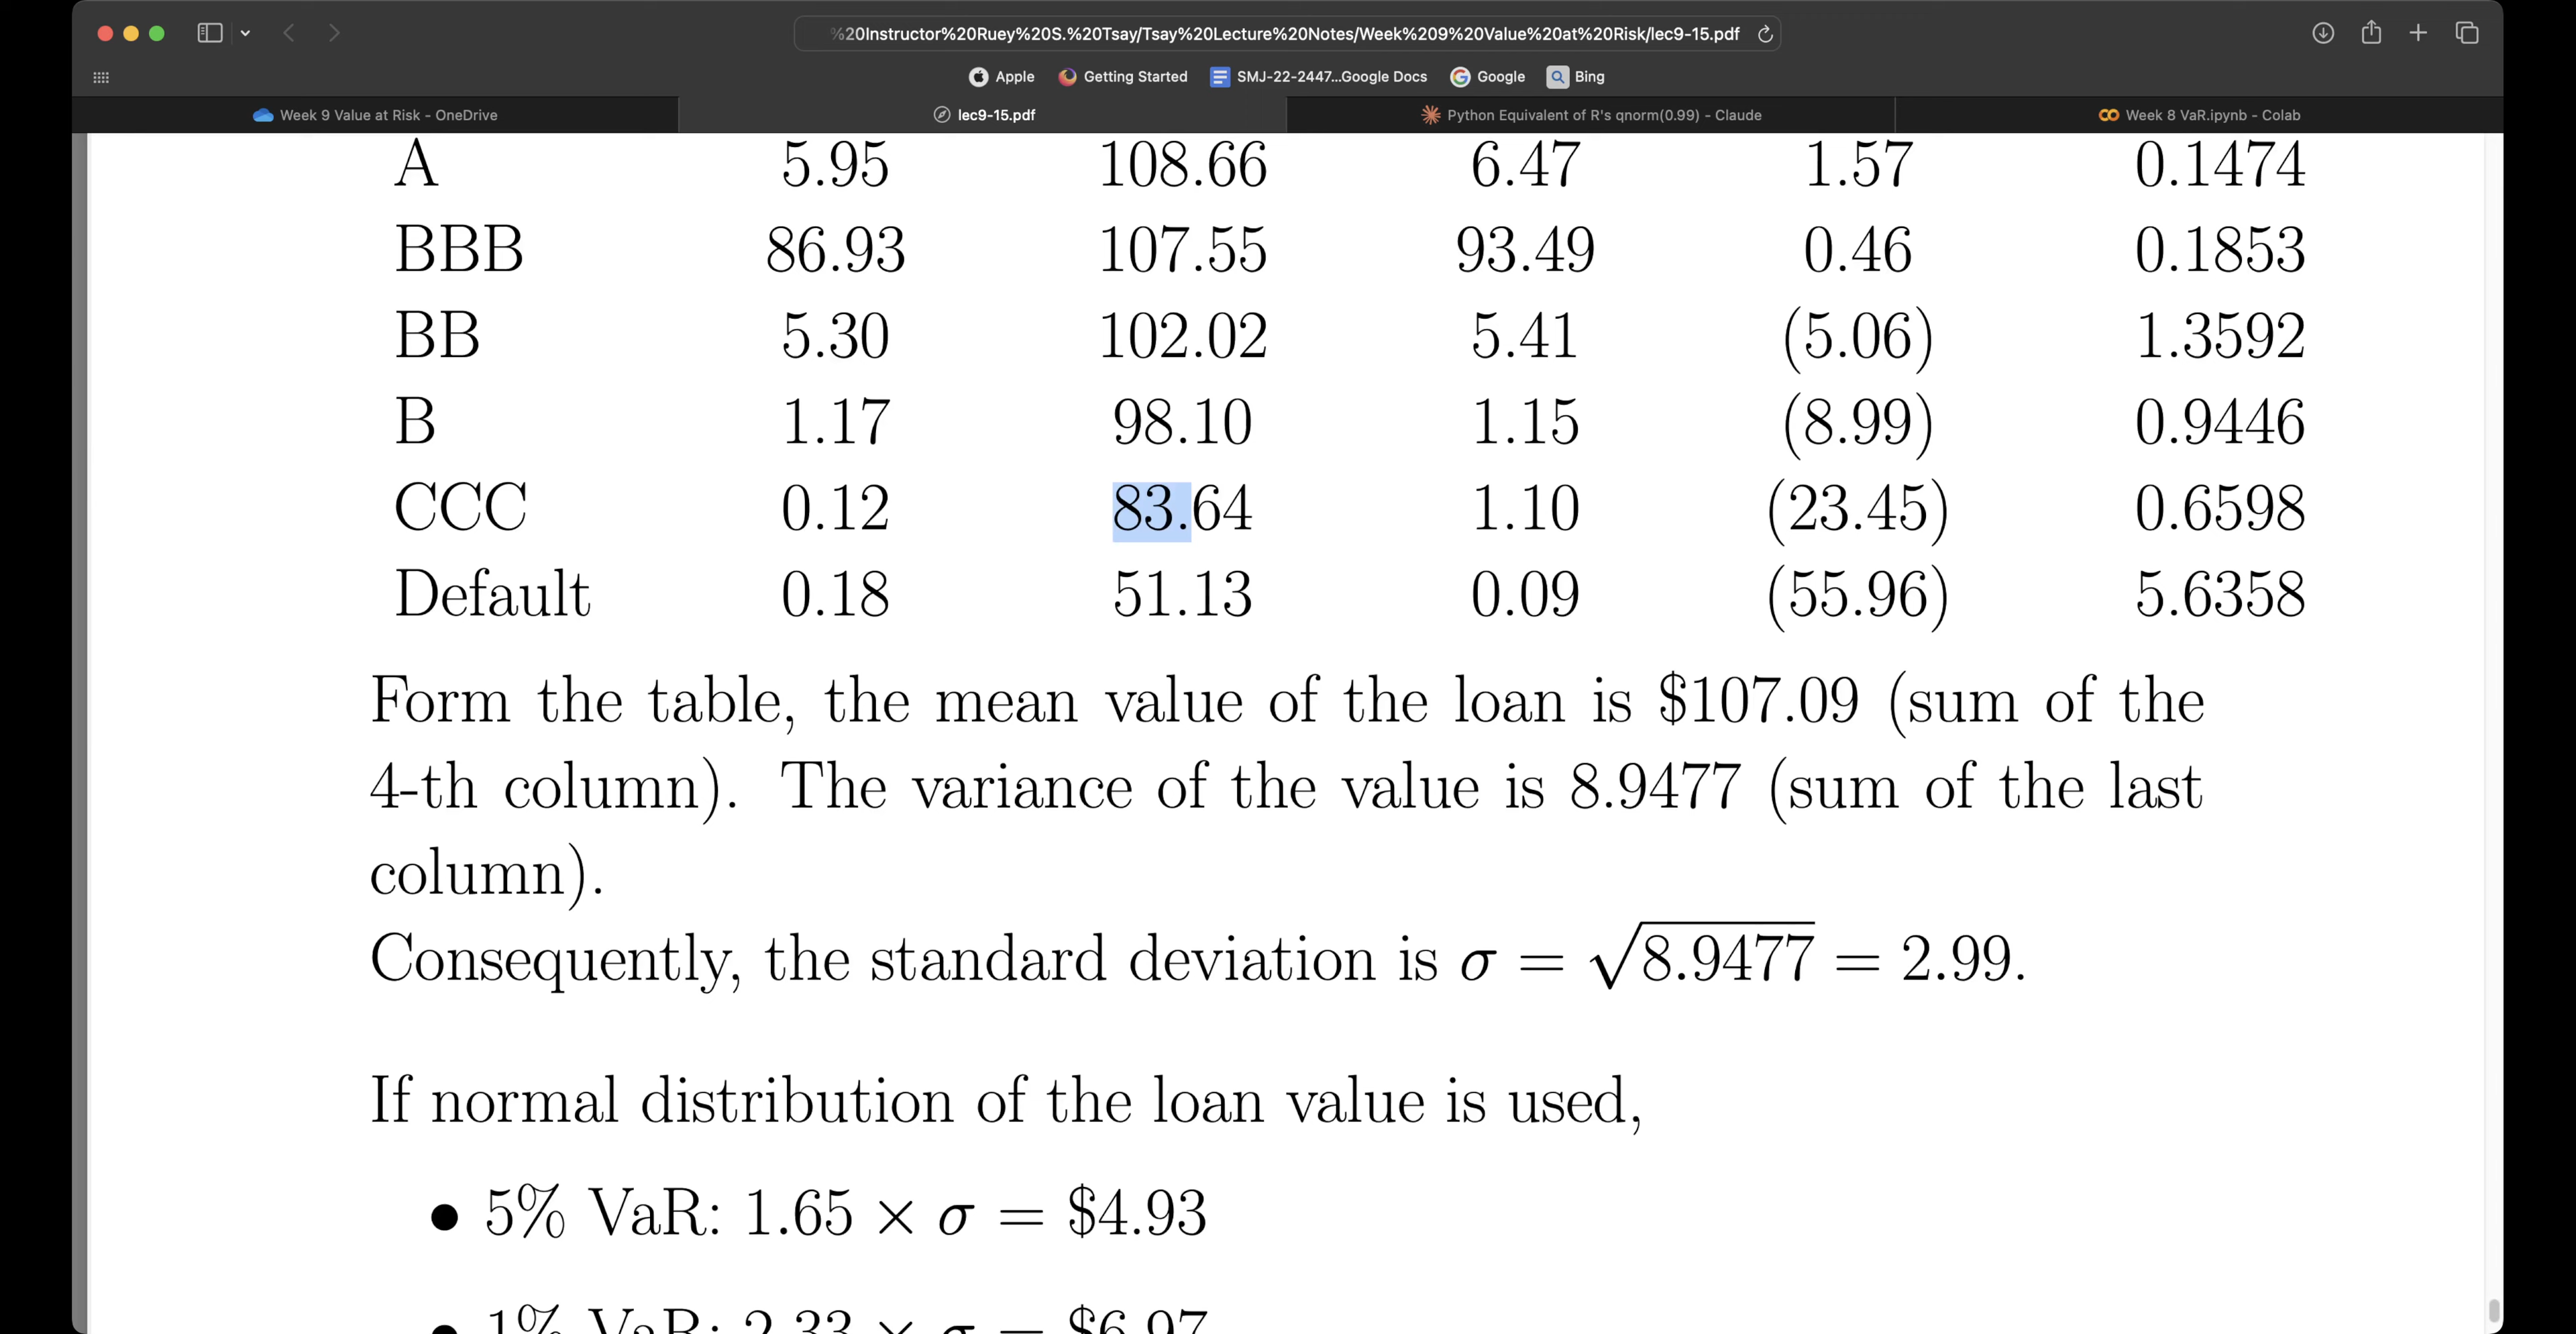 %20Instructor%20Ruey%20S.%20Tsay/Tsay%20Lecture%20Notes/Week%209%20Value%20at%20Risk/lec9-15.pdf
Apple Getting Started SMJ-22-2447...Google Docs Google Bing
Week 9 Value at Risk - OneDrive lec9-15.pdf Python Equivalent of R's qnorm(0.99) - Claude Week 8 VaR.ipynb - Colab
A 5.95 108.66 6.47 1.57 0.1474
BBB 86.93 107.55 93.49 0.46 0.1853
BB 5.30 102.02 5.41 (5.06) 1.3592
B 1.17 98.10 1.15 (8.99) 0.9446
CCC 0.12 83.64 1.10 (23.45) 0.6598
Default 0.18 51.13 0.09 (55.96) 5.6358
Form the table, the mean value of the loan is $107.09 (sum of the
4-th column). The variance of the value is 8.9477 (sum of the last
column).
Consequently, the standard deviation is σ = √8.9477 = 2.99.
If normal distribution of the loan value is used,
• 5% VaR: 1.65 × σ = $4.93
• 1% VaR: 2.33 × σ = $6.97